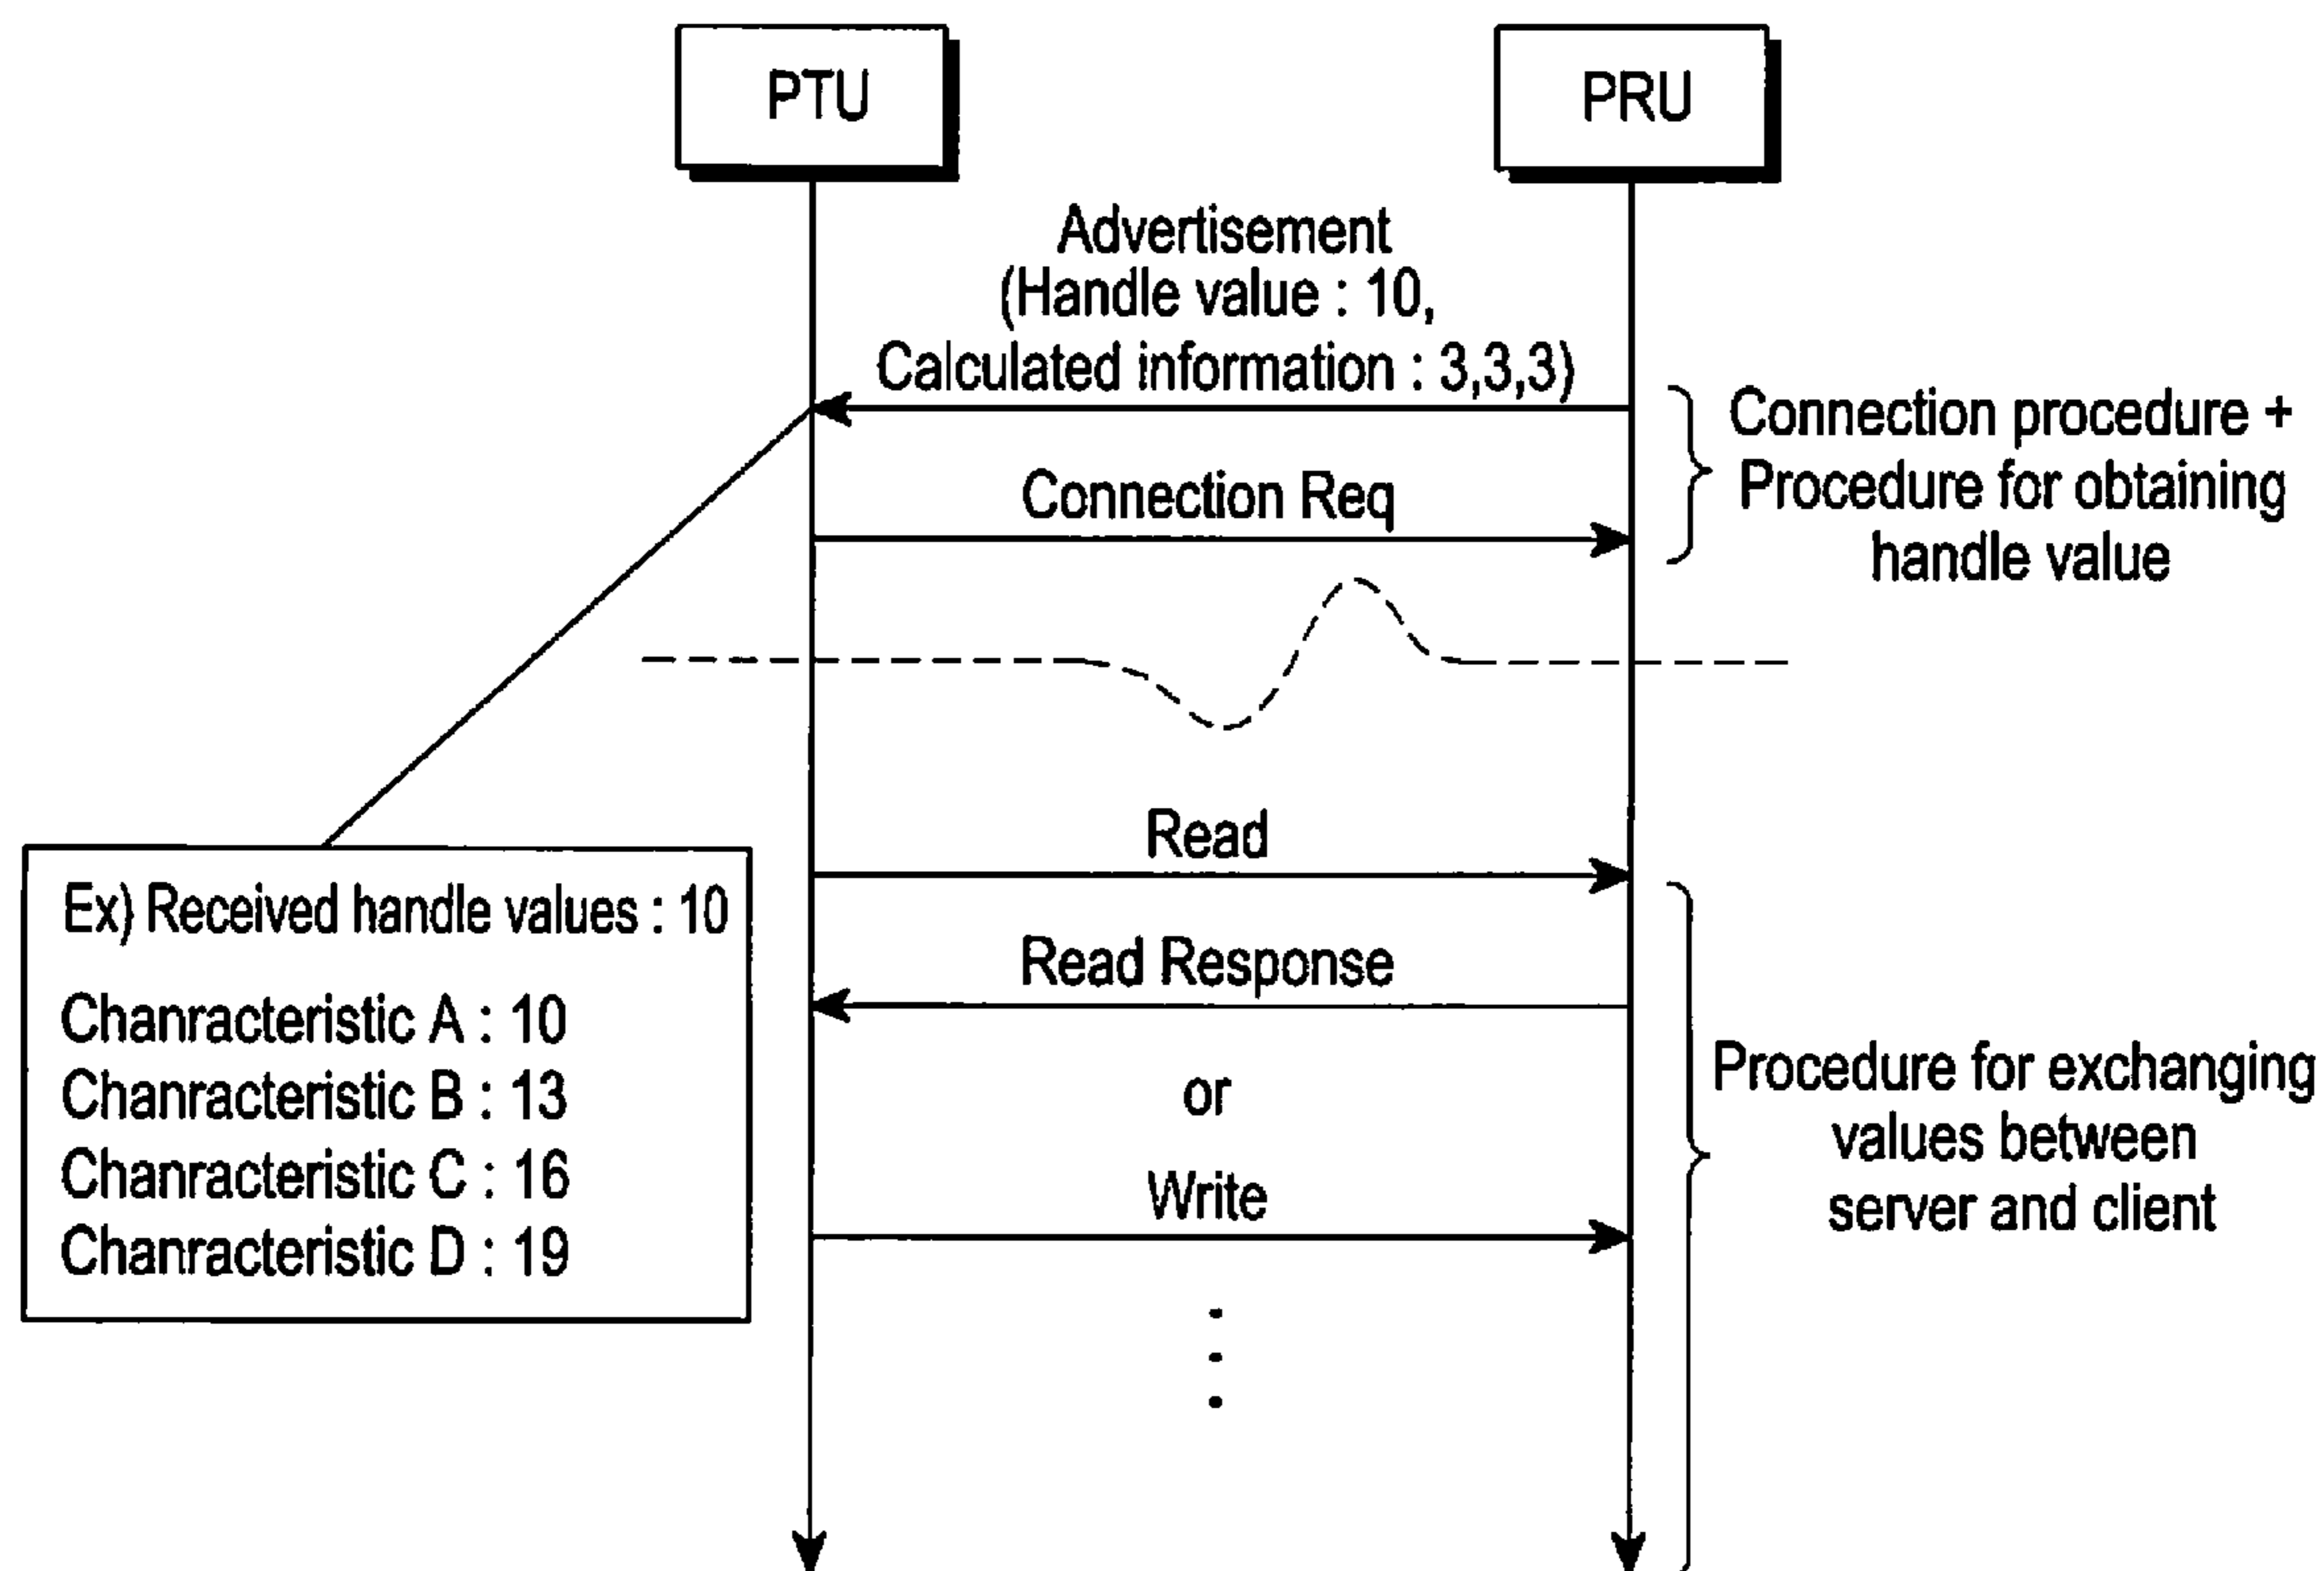 PTU
PRU
Advertisement
(Handle value : 10,
Calculated information : 3,3,3)
Connection procedure +
Procedure for obtaining
handle value
Connection Req
Read
Ex) Received handle values : 10
Chanracteristic A : 10
Chanracteristic B : 13
Chanracteristic C : 16
Chanracteristic D : 19
Read Response
or
Write
Procedure for exchanging
values between
server and client